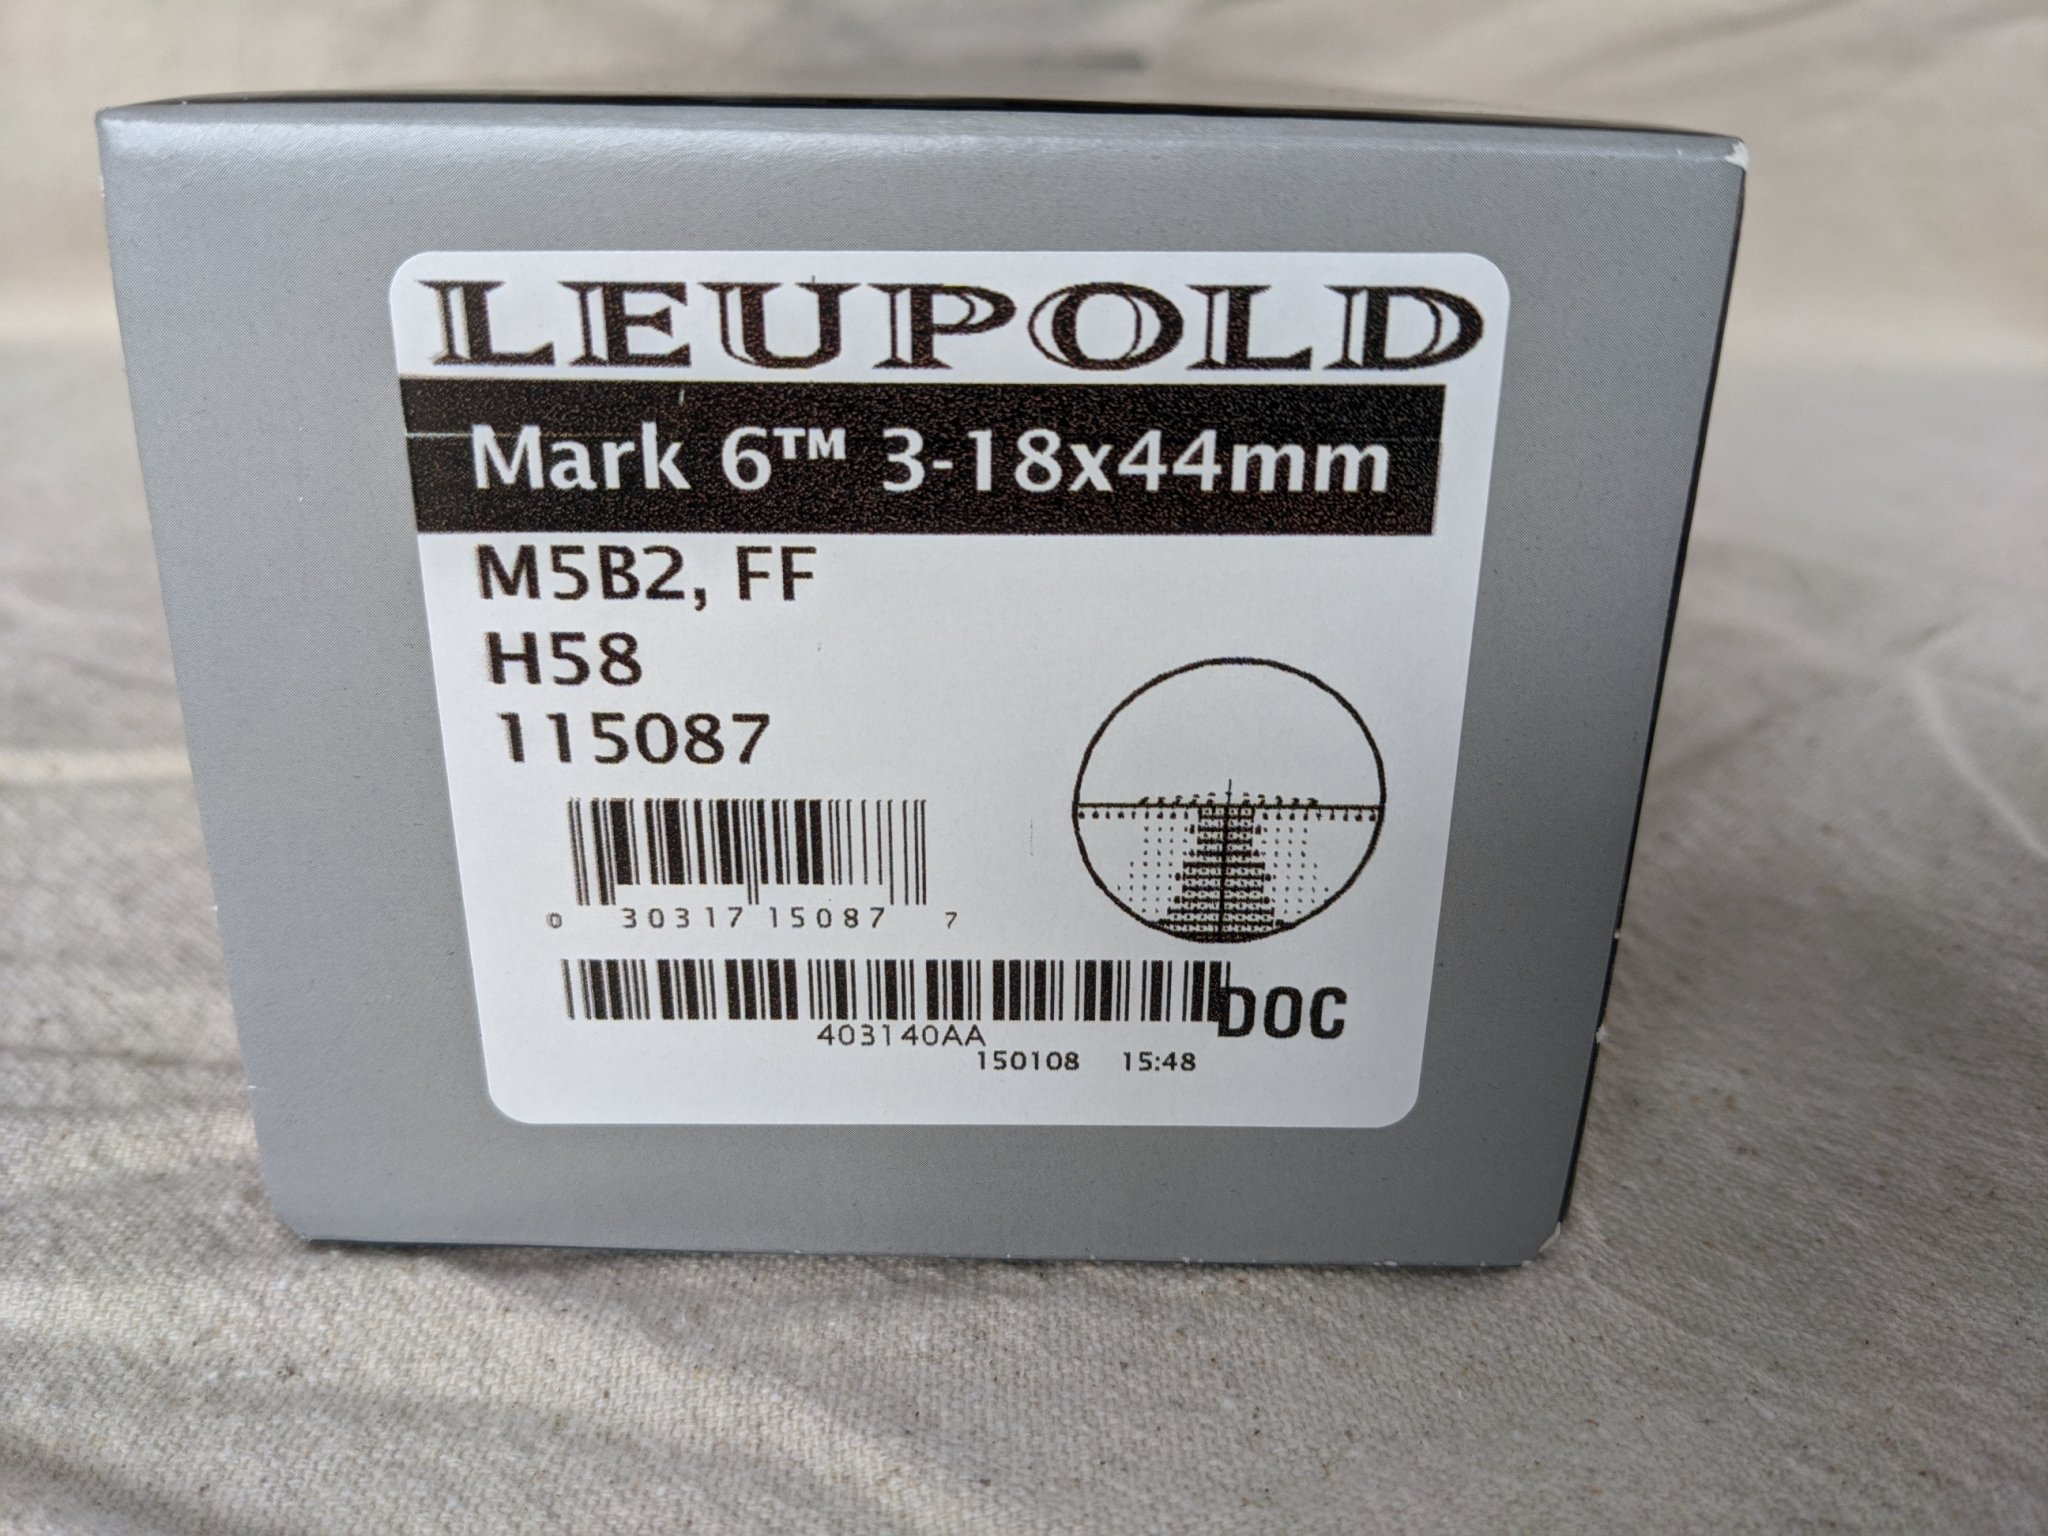 LEUPOLD
Mark 6™ 3-18x44mm
M5B2, FF
H58
115087
0 30317 15087 7
DOC
403140AA
150108 15:48